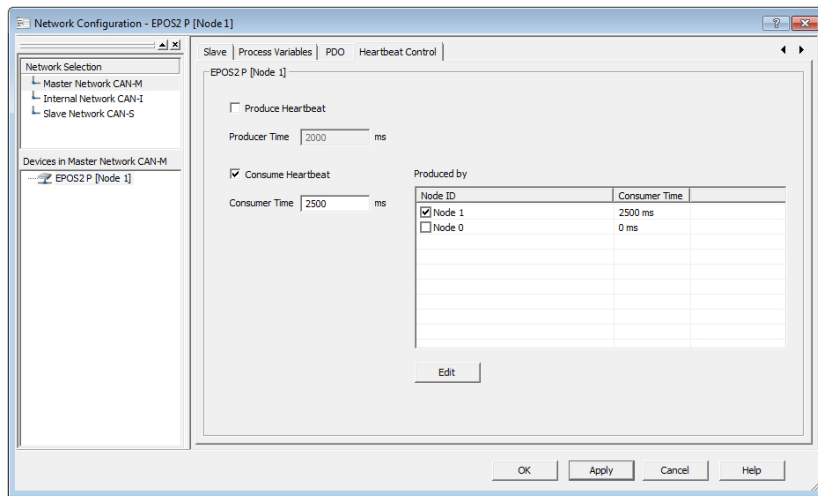 Network Configuration - EPOS2 P [Node 1]
Network Selection
Master Network CAN-M
Internal Network CAN-I
Slave Network CAN-S
Devices in Master Network CAN-M
EPOS2 P [Node 1]
Slave Process Variables PDO Heartbeat Control
EPOS2 P [Node 1]
Produce Heartbeat
Producer Time 2000 ms
Consume Heartbeat
Consumer Time 2500 ms
Produced by
Node ID Consumer Time
Node 1 2500 ms
Node 0 0 ms
Edit
OK Apply Cancel Help